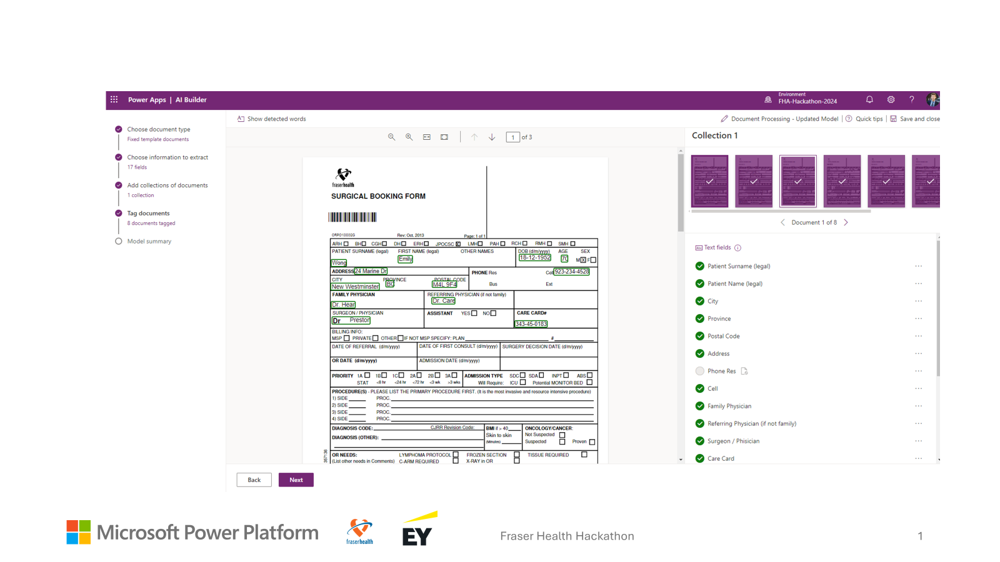 Power Apps | AI Builder
Environment
FHA-Hackathon-2024
?
Choose document type
Fixed template documents
Choose information to extract
17 fields
Add collections of documents
1 collection
Tag documents
8 documents tagged
Model summary
Show detected words
Document Processing - Updated Model | Quick tips | Save and close
1 of 3
fraserhealth
SURGICAL BOOKING FORM
ORPO100032G Rev: Oct. 2013 Page: 1 of 1
ARH BH CGH DH ERH JPOCSC X LMH PAH RCH RMH SMH
PATIENT SURNAME (legal) FIRST NAME (legal) OTHER NAMES DOB (d/m/yyyy) AGE SEX
Wong Emily 18-12-1952 70 M X F
ADDRESS 24 Marine Dr PHONE Res Cell 923-234-4528
CITY PROVINCE POSTAL CODE
New Westminster BC M4L 9F4 Bus Ext
FAMILY PHYSICIAN REFERRING PHYSICIAN (if not family)
Dr. Hear Dr. Care
SURGEON / PHYSICIAN ASSISTANT YES NO CARE CARD#
Dr Preston 343-45-0183
BILLING INFO:
MSP PRIVATE OTHER IF NOT MSP SPECIFY: PLAN #
DATE OF REFERRAL (d/m/yyyy) DATE OF FIRST CONSULT (d/m/yyyy) SURGERY DECISION DATE (d/m/yyyy)
OR DATE (d/m/yyyy) ADMISSION DATE (d/m/yyyy)
PRIORITY 1A 1B 1C 2A 2B 3A ADMISSION TYPE SDC SDA INPT ABS
STAT <8 hr <24 hr <72 hr <3 wk >3 wks Will Require: ICU Potential MONITOR BED
PROCEDURE(S) - PLEASE LIST THE PRIMARY PROCEDURE FIRST. (It is the most invasive and resource intensive procedure)
1) SIDE PROC.
2) SIDE PROC.
3) SIDE PROC.
4) SIDE PROC.
DIAGNOSIS CODE: CJRR Revision Code: BMI if > 40 ONCOLOGY/CANCER:
Skin to skin Not Suspected
DIAGNOSIS (OTHER): (Minutes) Suspected Proven
357138
OR NEEDS: LYMPHOMA PROTOCOL FROZEN SECTION TISSUE REQUIRED
(List other needs in Comments) C-ARM REQUIRED X-RAY in OR
Collection 1
Document 1 of 8
Abc Text fields
Patient Surname (legal)
Patient Name (legal)
City
Province
Postal Code
Address
Phone Res
Cell
Family Physician
Referring Physician (if not family)
Surgeon / Phisician
Care Card
Back Next
Microsoft Power Platform
fraserhealth
EY
Fraser Health Hackathon
1